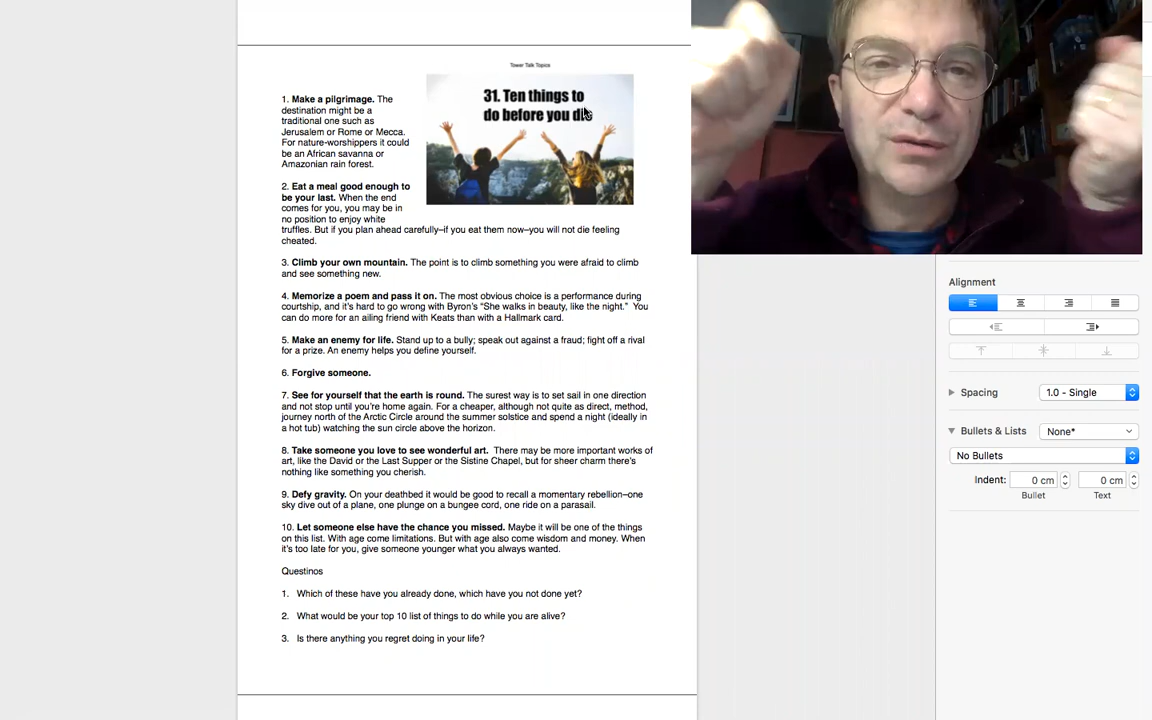 Tower Talk Topics
31. Ten things to
do before you die
1. Make a pilgrimage. The
destination might be a
traditional one such as
Jerusalem or Rome or Mecca.
For nature-worshippers it could
be an African savanna or
Amazonian rain forest.
2. Eat a meal good enough to
be your last. When the end
comes for you, you may be in
no position to enjoy white
truffles. But if you plan ahead carefully–if you eat them now–you will not die feeling
cheated.
3. Climb your own mountain. The point is to climb something you were afraid to climb
and see something new.
4. Memorize a poem and pass it on. The most obvious choice is a performance during
courtship, and it's hard to go wrong with Byron's “She walks in beauty, like the night.” You
can do more for an ailing friend with Keats than with a Hallmark card.
5. Make an enemy for life. Stand up to a bully; speak out against a fraud; fight off a rival
for a prize. An enemy helps you define yourself.
6. Forgive someone.
7. See for yourself that the earth is round. The surest way is to set sail in one direction
and not stop until you're home again. For a cheaper, although not quite as direct, method,
journey north of the Arctic Circle around the summer solstice and spend a night (ideally in
a hot tub) watching the sun circle above the horizon.
8. Take someone you love to see wonderful art. There may be more important works of
art, like the David or the Last Supper or the Sistine Chapel, but for sheer charm there's
nothing like something you cherish.
9. Defy gravity. On your deathbed it would be good to recall a momentary rebellion–one
sky dive out of a plane, one plunge on a bungee cord, one ride on a parasail.
10. Let someone else have the chance you missed. Maybe it will be one of the things
on this list. With age come limitations. But with age also come wisdom and money. When
it's too late for you, give someone younger what you always wanted.
Questinos
1. Which of these have you already done, which have you not done yet?
2. What would be your top 10 list of things to do while you are alive?
3. Is there anything you regret doing in your life?
Alignment
Spacing
1.0 - Single
Bullets & Lists
None*
No Bullets
Indent:
0 cm
0 cm
Bullet
Text